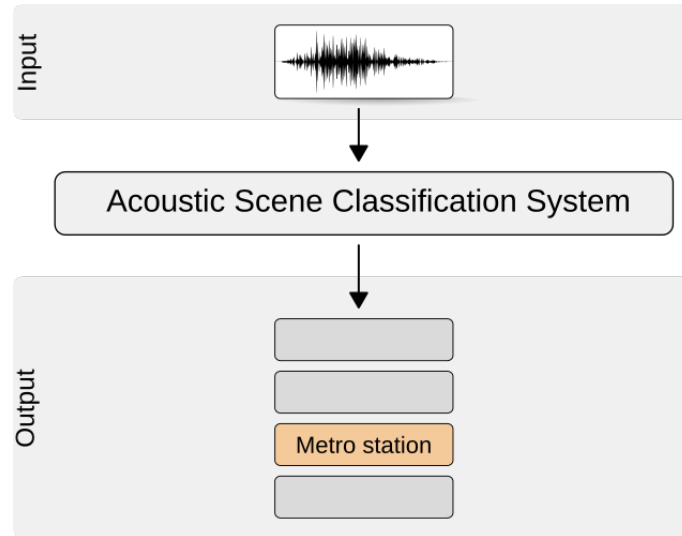 Input
Acoustic Scene Classification System
Output
Metro station